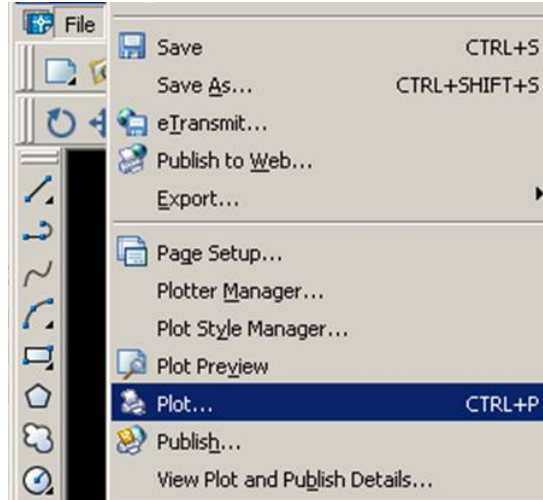 File
Save CTRL+S
Save As... CTRL+SHIFT+S
eTransmit...
Publish to Web...
Export...
Page Setup...
Plotter Manager...
Plot Style Manager...
Plot Preview
Plot... CTRL+P
Publish...
View Plot and Publish Details...